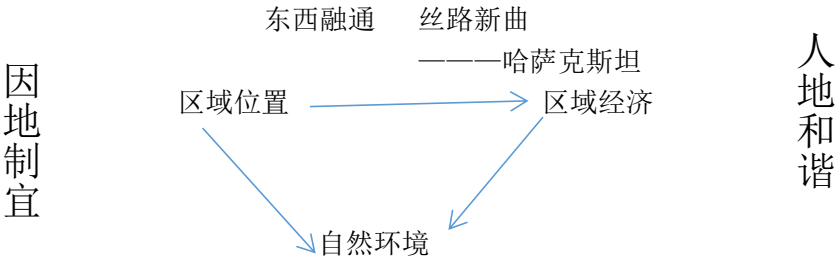 东西融通 丝路新曲
———哈萨克斯坦
因地制宜
人地和谐
区域位置
区域经济
自然环境